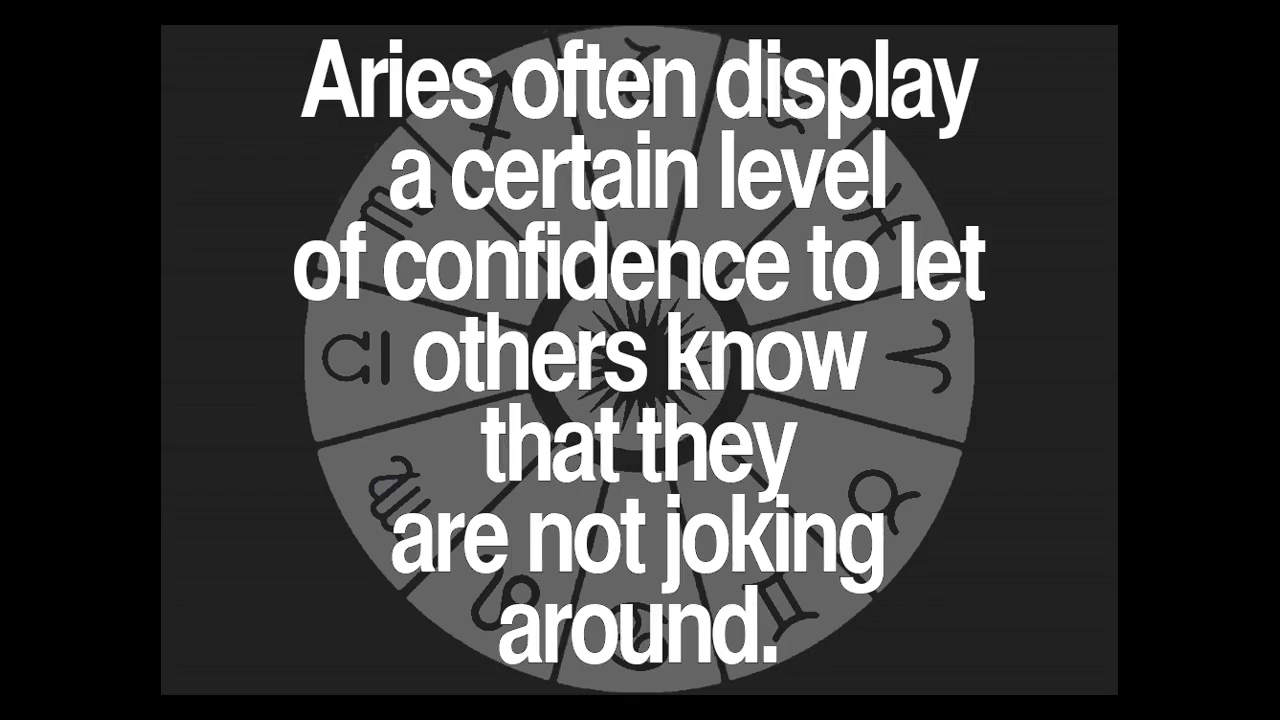 Aries often display
a certain level
of confidence to let
others know
that they
are not joking
around.